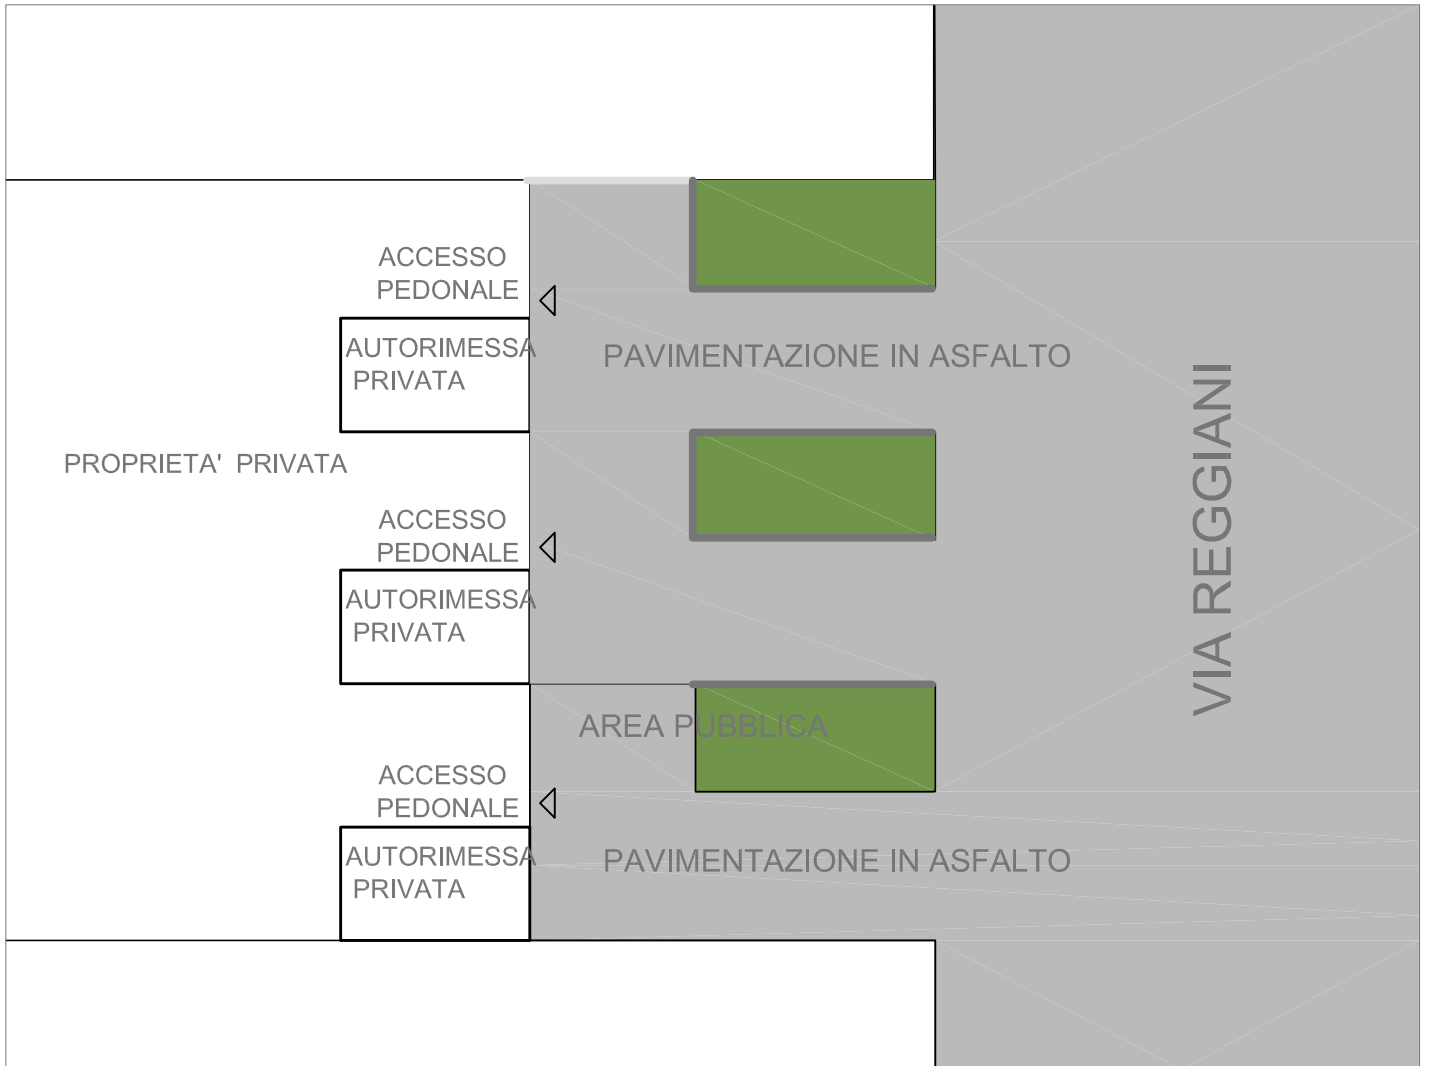 ACCESSO
PEDONALE
AUTORIMESSA
PRIVATA
PAVIMENTAZIONE IN ASFALTO
PROPRIETA' PRIVATA
VIA REGGIANI
ACCESSO
PEDONALE
AUTORIMESSA
PRIVATA
AREA PUBBLICA
ACCESSO
PEDONALE
AUTORIMESSA
PRIVATA
PAVIMENTAZIONE IN ASFALTO